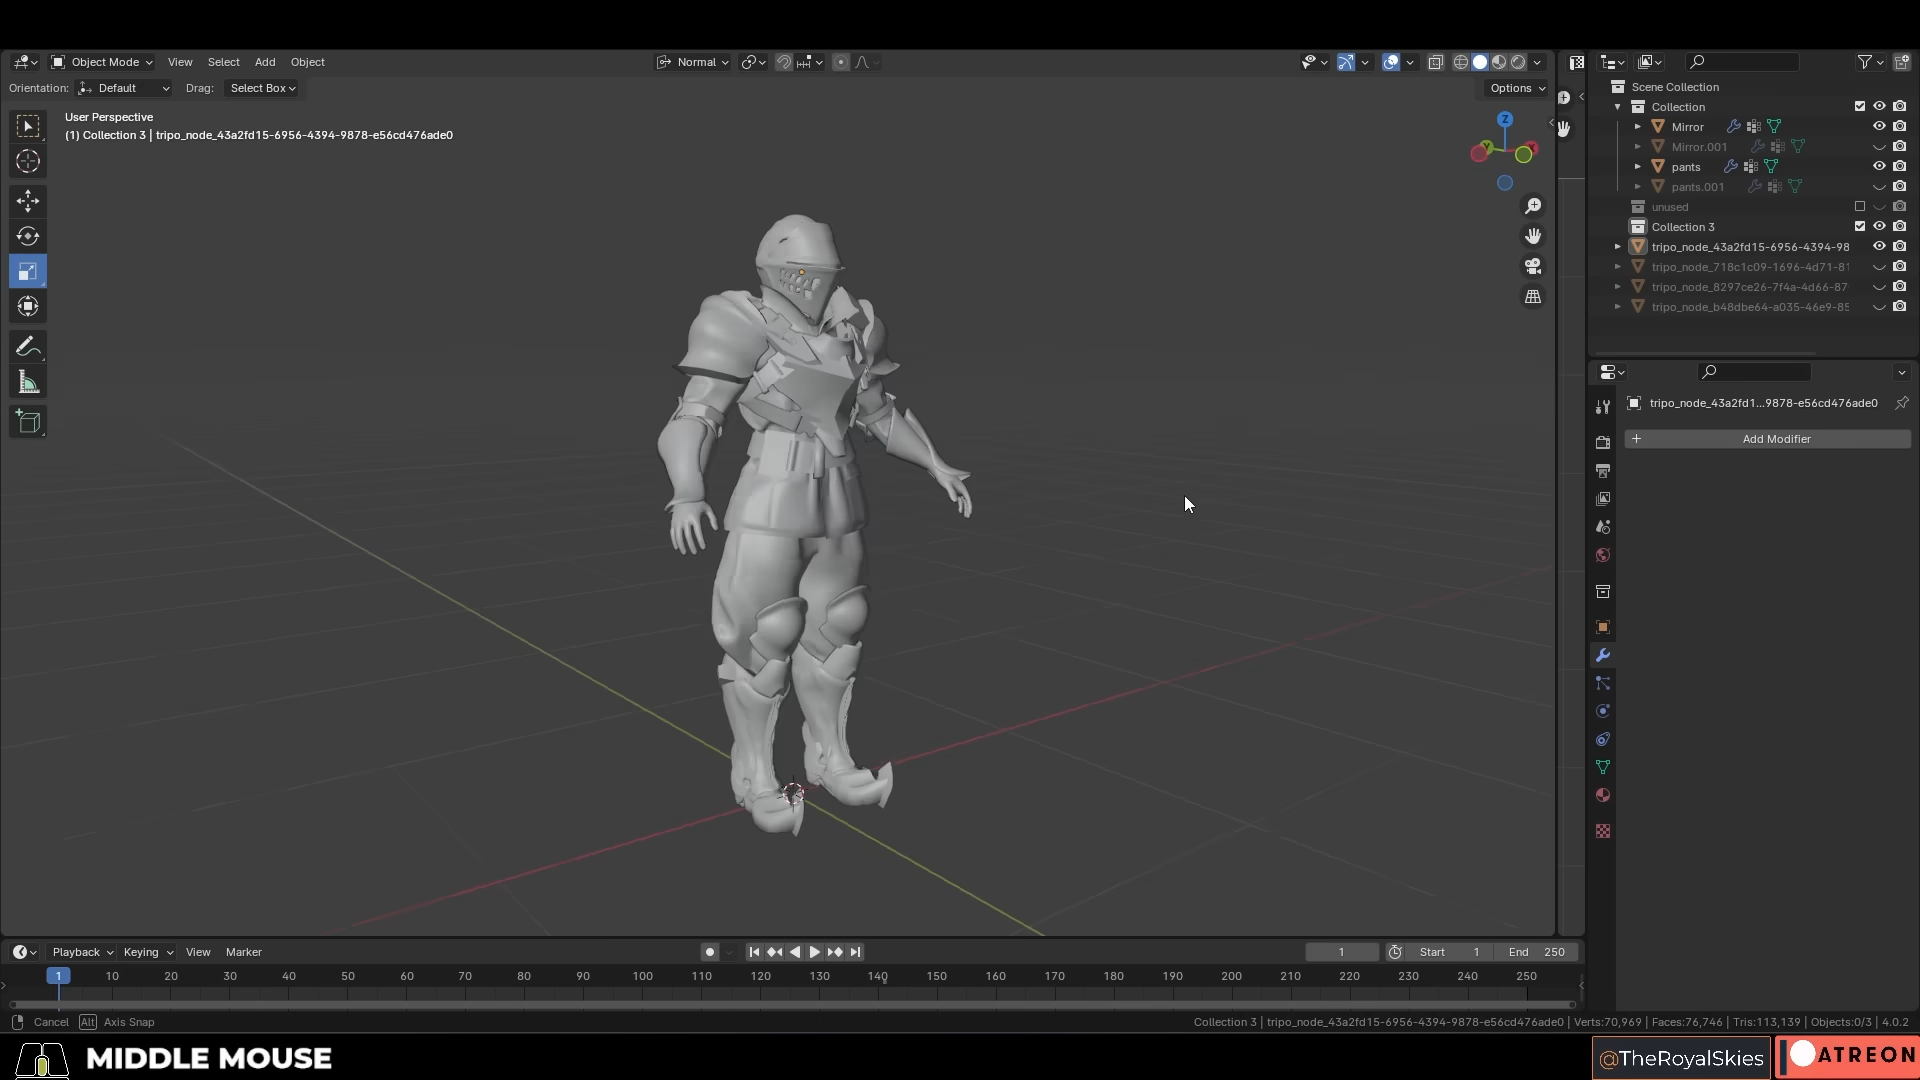 Object Mode View Select Add Object Normal
Orientation: Default Drag: Select Box Options
User Perspective
(1) Collection 3 | tripo_node_43a2fd15-6956-4394-9878-e56cd476ade0
Z
Scene Collection
Collection
Mirror
Mirror.001
pants
pants.001
unused
Collection 3
tripo_node_43a2fd15-6956-4394-98
tripo_node_718c1c09-1696-4d71-81
tripo_node_8297ce26-7f4a-4d66-87
tripo_node_b48dbe64-a035-46e9-85
tripo_node_43a2fd1...9878-e56cd476ade0
+ Add Modifier
Playback Keying View Marker 1 Start 1 End 250
1 10 20 30 40 50 60 70 80 90 100 110 120 130 140 150 160 170 180 190 200 210 220 230 240 250
Cancel Alt Axis Snap Collection 3 | tripo_node_43a2fd15-6956-4394-9878-e56cd476ade0 | Verts:70,969 | Faces:76,746 | Tris:113,139 | Objects:0/3 | 4.0.2
MIDDLE MOUSE
@TheRoyalSkies
ATREON